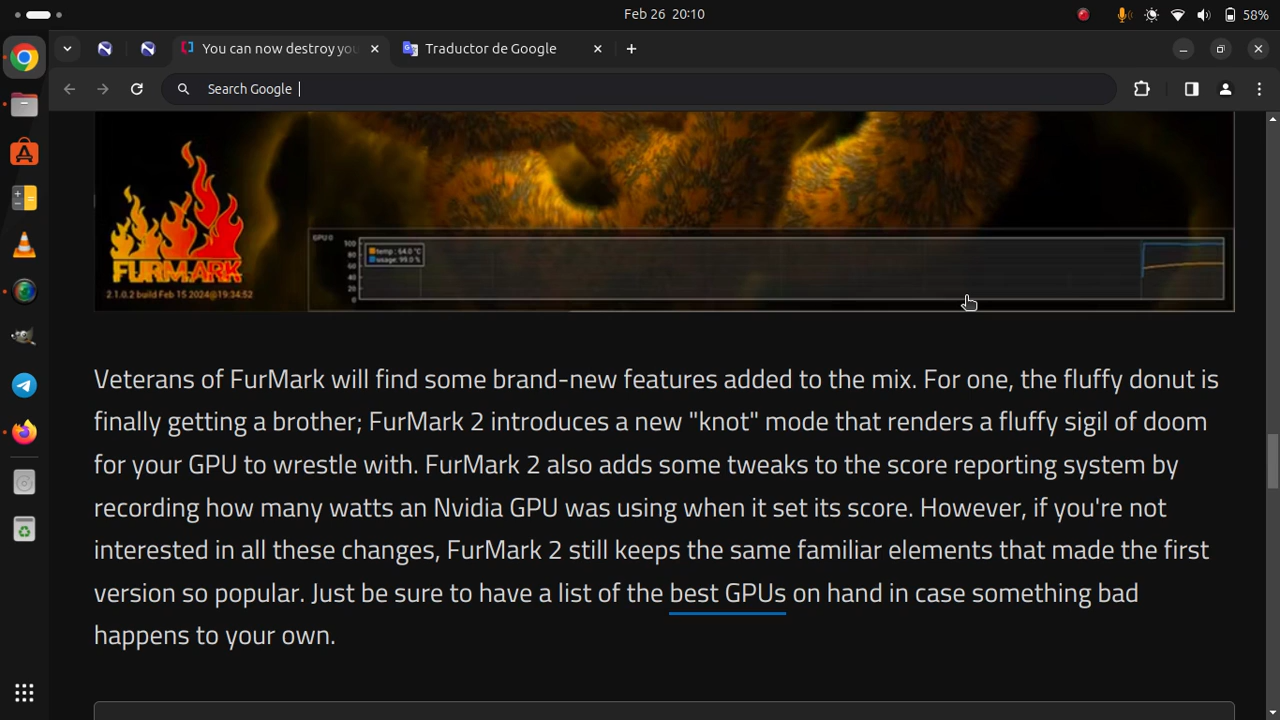 Feb 26 20:10
58%
You can now destroy you
Traductor de Google
Search Google
GPU 0
100
80
60
40
20
0
temp : 64.0 °C
usage: 99.0 %
FURMARK
2.1.0.2 build Feb 15 2024@19:34:52
Veterans of FurMark will find some brand-new features added to the mix. For one, the fluffy donut is
finally getting a brother; FurMark 2 introduces a new "knot" mode that renders a fluffy sigil of doom
for your GPU to wrestle with. FurMark 2 also adds some tweaks to the score reporting system by
recording how many watts an Nvidia GPU was using when it set its score. However, if you're not
interested in all these changes, FurMark 2 still keeps the same familiar elements that made the first
version so popular. Just be sure to have a list of the best GPUs on hand in case something bad
happens to your own.